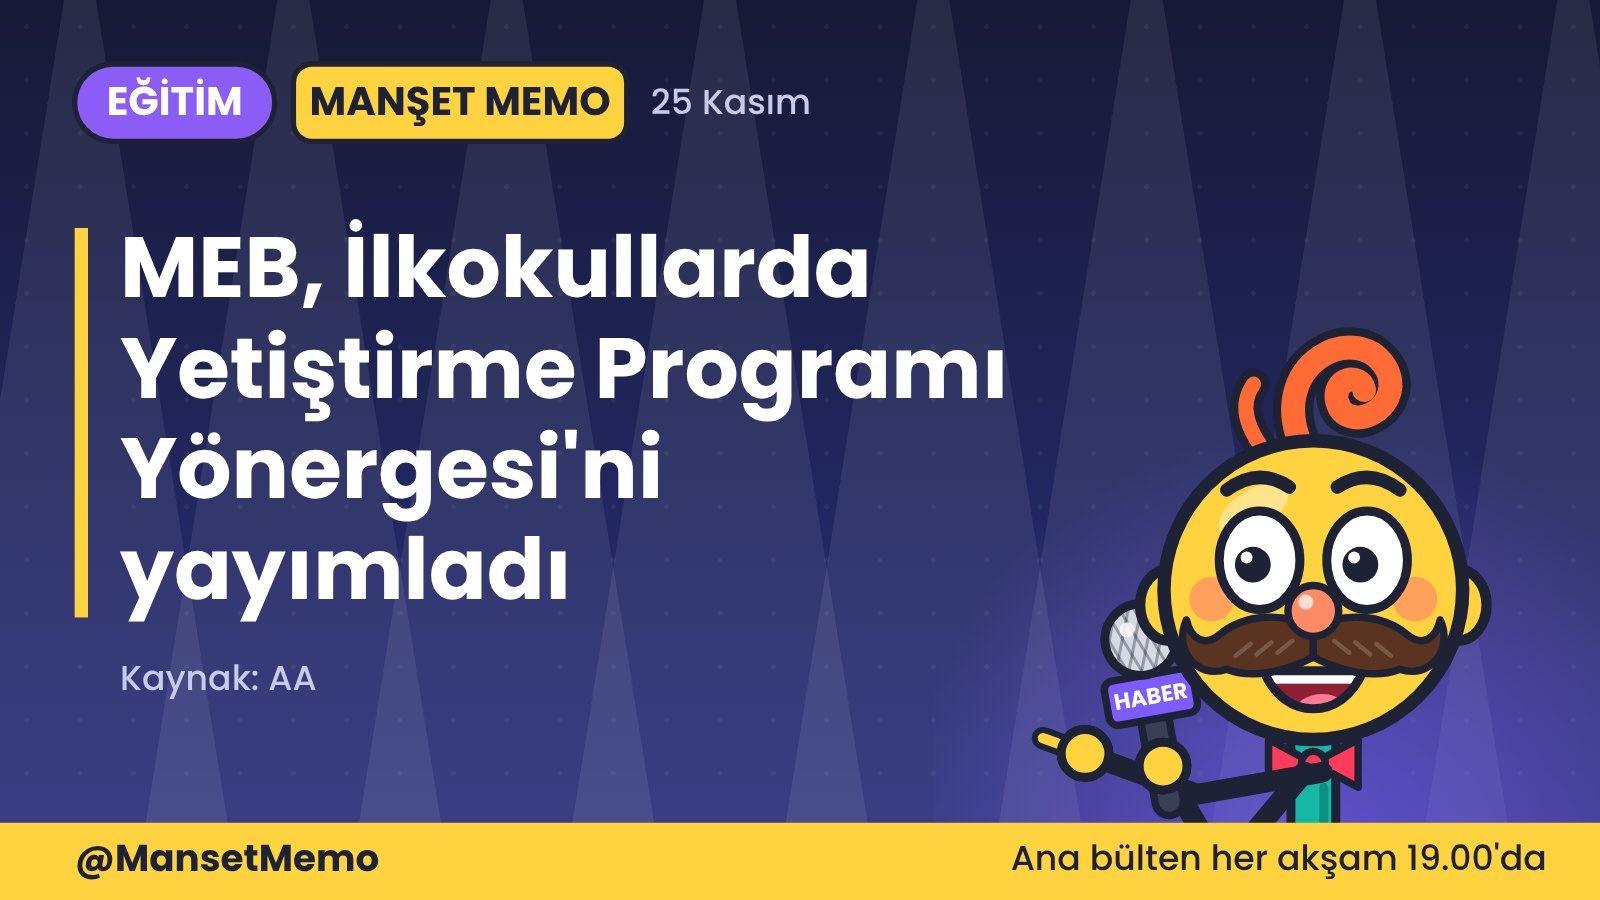 EĞİTİM MANŞET MEMO 25 Kasım
MEB, İlkokullarda
Yetiştirme Programı
Yönergesi'ni
yayımladı
Kaynak: AA
HABER
@MansetMemo
Ana bülten her akşam 19.00'da